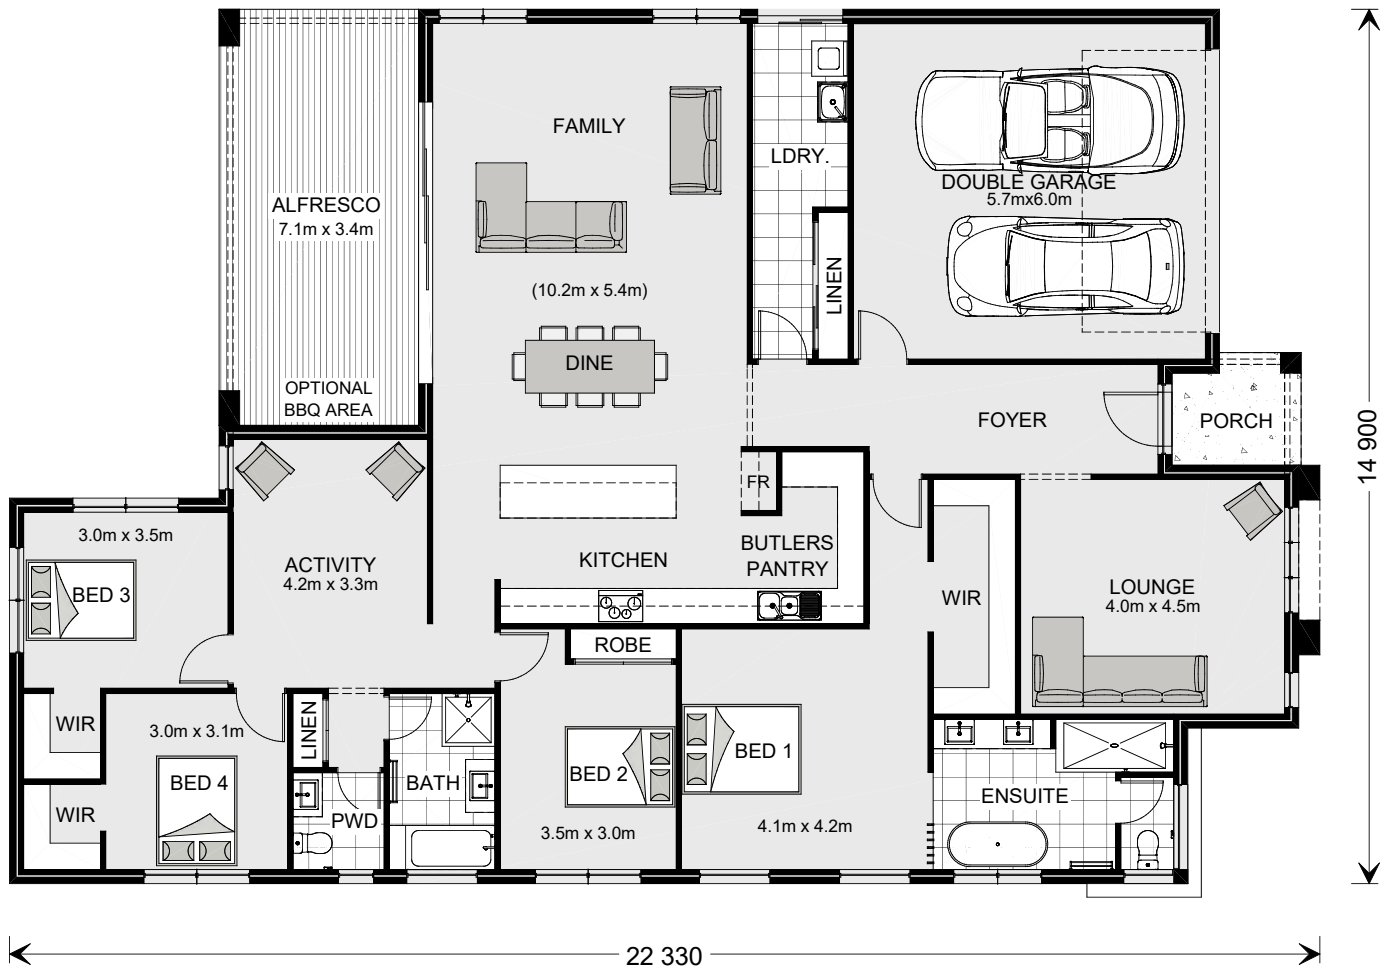 FAMILY
LDRY.
DOUBLE GARAGE
5.7mx6.0m
ALFRESCO
7.1m x 3.4m
LINEN
(10.2m x 5.4m)
DINE
OPTIONAL
BBQ AREA
FOYER
PORCH
14 900
FR
3.0m x 3.5m
BED 3
ACTIVITY
4.2m x 3.3m
KITCHEN
BUTLERS
PANTRY
WIR
LOUNGE
4.0m x 4.5m
ROBE
WIR
3.0m x 3.1m
LINEN
BED 4
BATH
BED 2
BED 1
WIR
PWD
3.5m x 3.0m
4.1m x 4.2m
ENSUITE
22 330